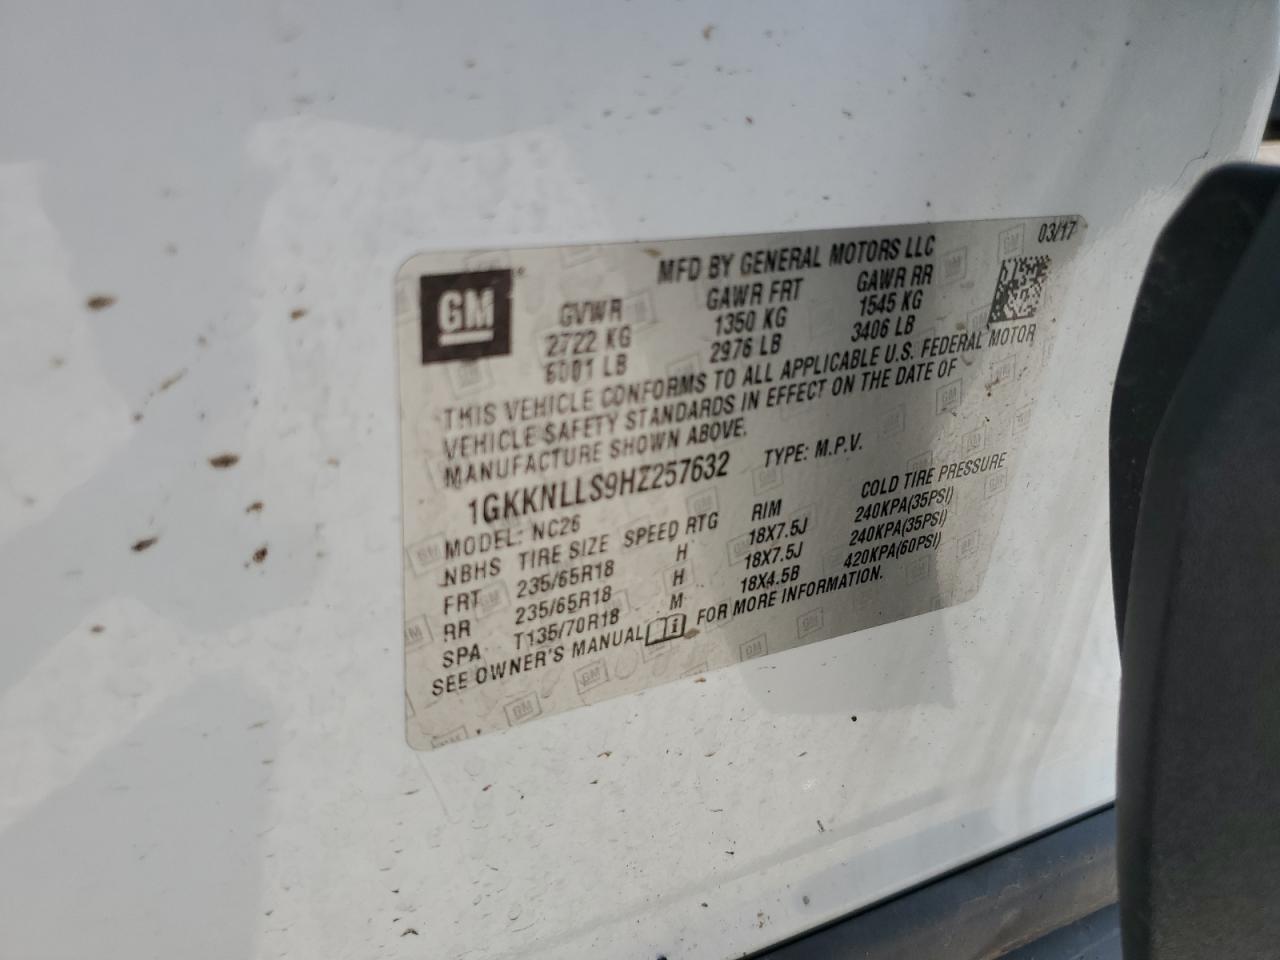 GM
MFD BY GENERAL MOTORS LLC 03/17
GVWR GAWR FRT GAWR RR
2722 KG 1350 KG 1545 KG
6001 LB 2976 LB 3406 LB
THIS VEHICLE CONFORMS TO ALL APPLICABLE U.S. FEDERAL MOTOR
VEHICLE SAFETY STANDARDS IN EFFECT ON THE DATE OF
MANUFACTURE SHOWN ABOVE.
1GKKNLLS9HZ257632 TYPE: M.P.V.
MODEL: NC26
NBHS TIRE SIZE SPEED RTG RIM COLD TIRE PRESSURE
FRT 235/65R18 H 18X7.5J 240KPA(35PSI)
RR 235/65R18 H 18X7.5J 240KPA(35PSI)
SPA T135/70R18 M 18X4.5B 420KPA(60PSI)
SEE OWNER'S MANUAL FOR MORE INFORMATION.